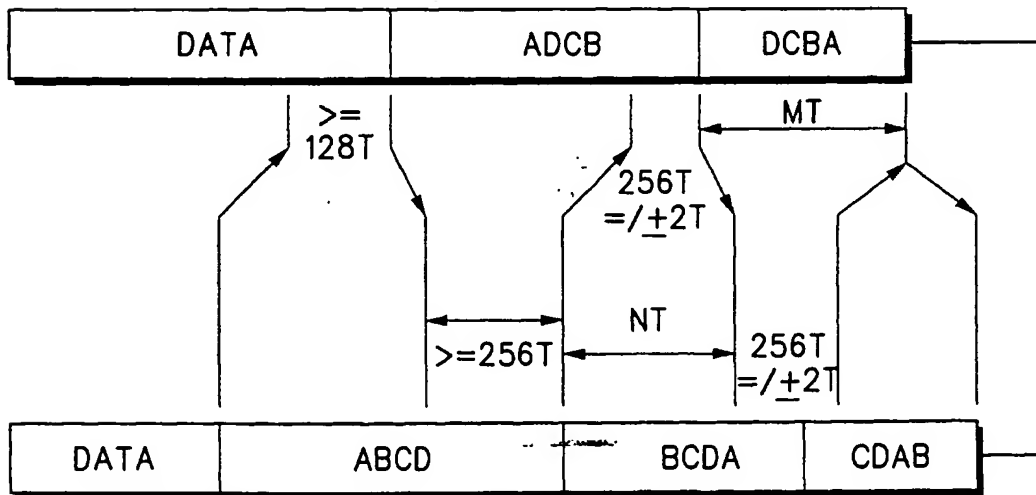 DATA ADCB DCBA
>=
128T
MT
256T
=/±2T
>=256T
NT
256T
=/±2T
DATA ABCD BCDA CDAB